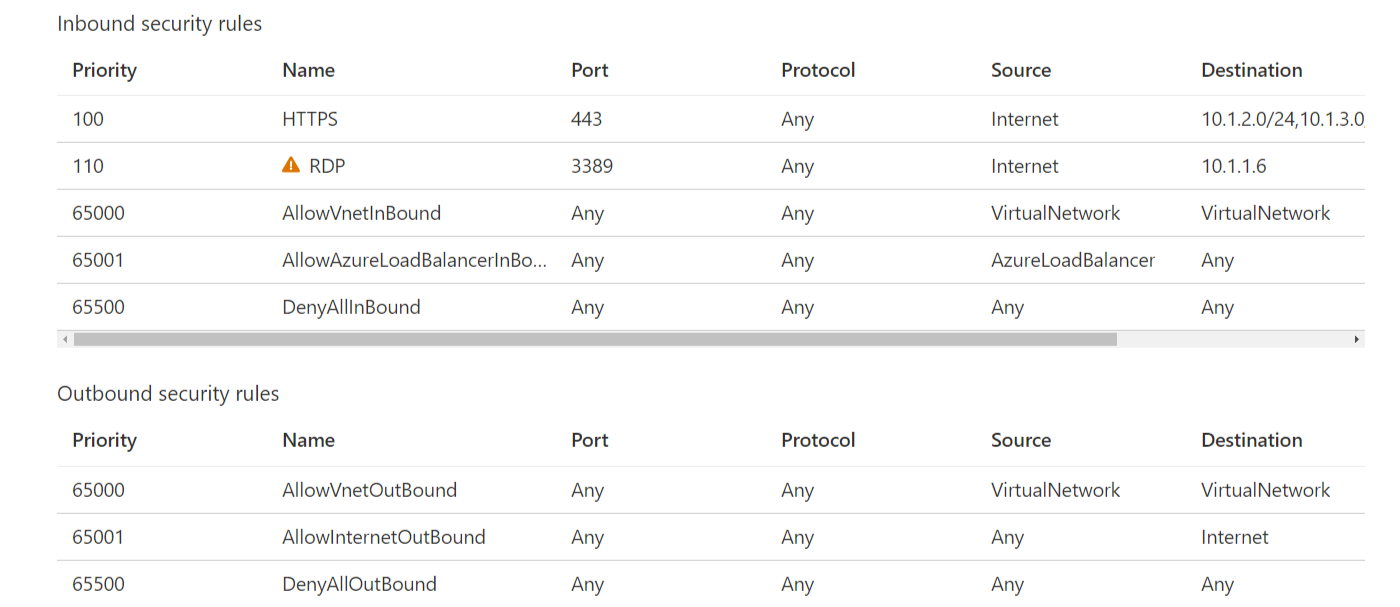 Inbound security rules
Priority Name Port Protocol Source Destination
100 HTTPS 443 Any Internet 10.1.2.0/24,10.1.3.0
110 RDP 3389 Any Internet 10.1.1.6
65000 AllowVnetInBound Any Any VirtualNetwork VirtualNetwork
65001 AllowAzureLoadBalancerInBo... Any Any AzureLoadBalancer Any
65500 DenyAllInBound Any Any Any Any
Outbound security rules
Priority Name Port Protocol Source Destination
65000 AllowVnetOutBound Any Any VirtualNetwork VirtualNetwork
65001 AllowInternetOutBound Any Any Any Internet
65500 DenyAllOutBound Any Any Any Any